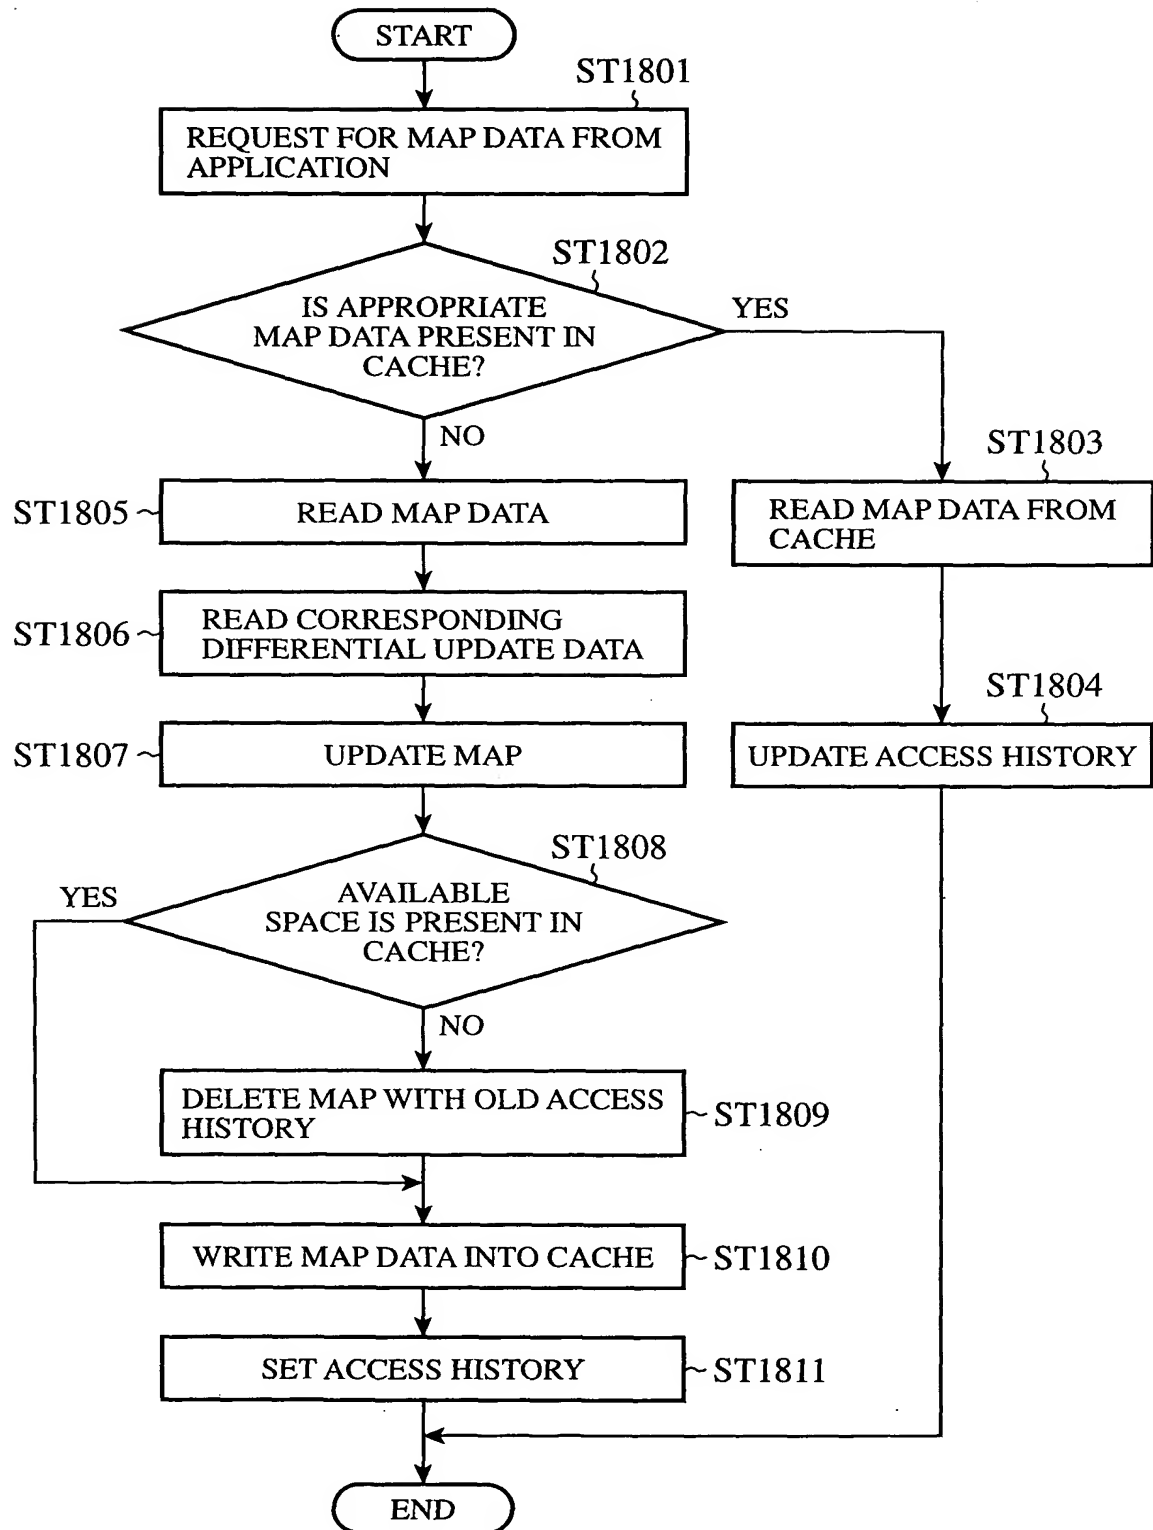 START
ST1801
REQUEST FOR MAP DATA FROM
APPLICATION
ST1802
IS APPROPRIATE
MAP DATA PRESENT IN
CACHE?
YES
NO
ST1803
READ MAP DATA FROM
CACHE
ST1804
UPDATE ACCESS HISTORY
ST1805
READ MAP DATA
ST1806
READ CORRESPONDING
DIFFERENTIAL UPDATE DATA
ST1807
UPDATE MAP
ST1808
YES
AVAILABLE
SPACE IS PRESENT IN
CACHE?
NO
DELETE MAP WITH OLD ACCESS
HISTORY
ST1809
WRITE MAP DATA INTO CACHE
ST1810
SET ACCESS HISTORY
ST1811
END